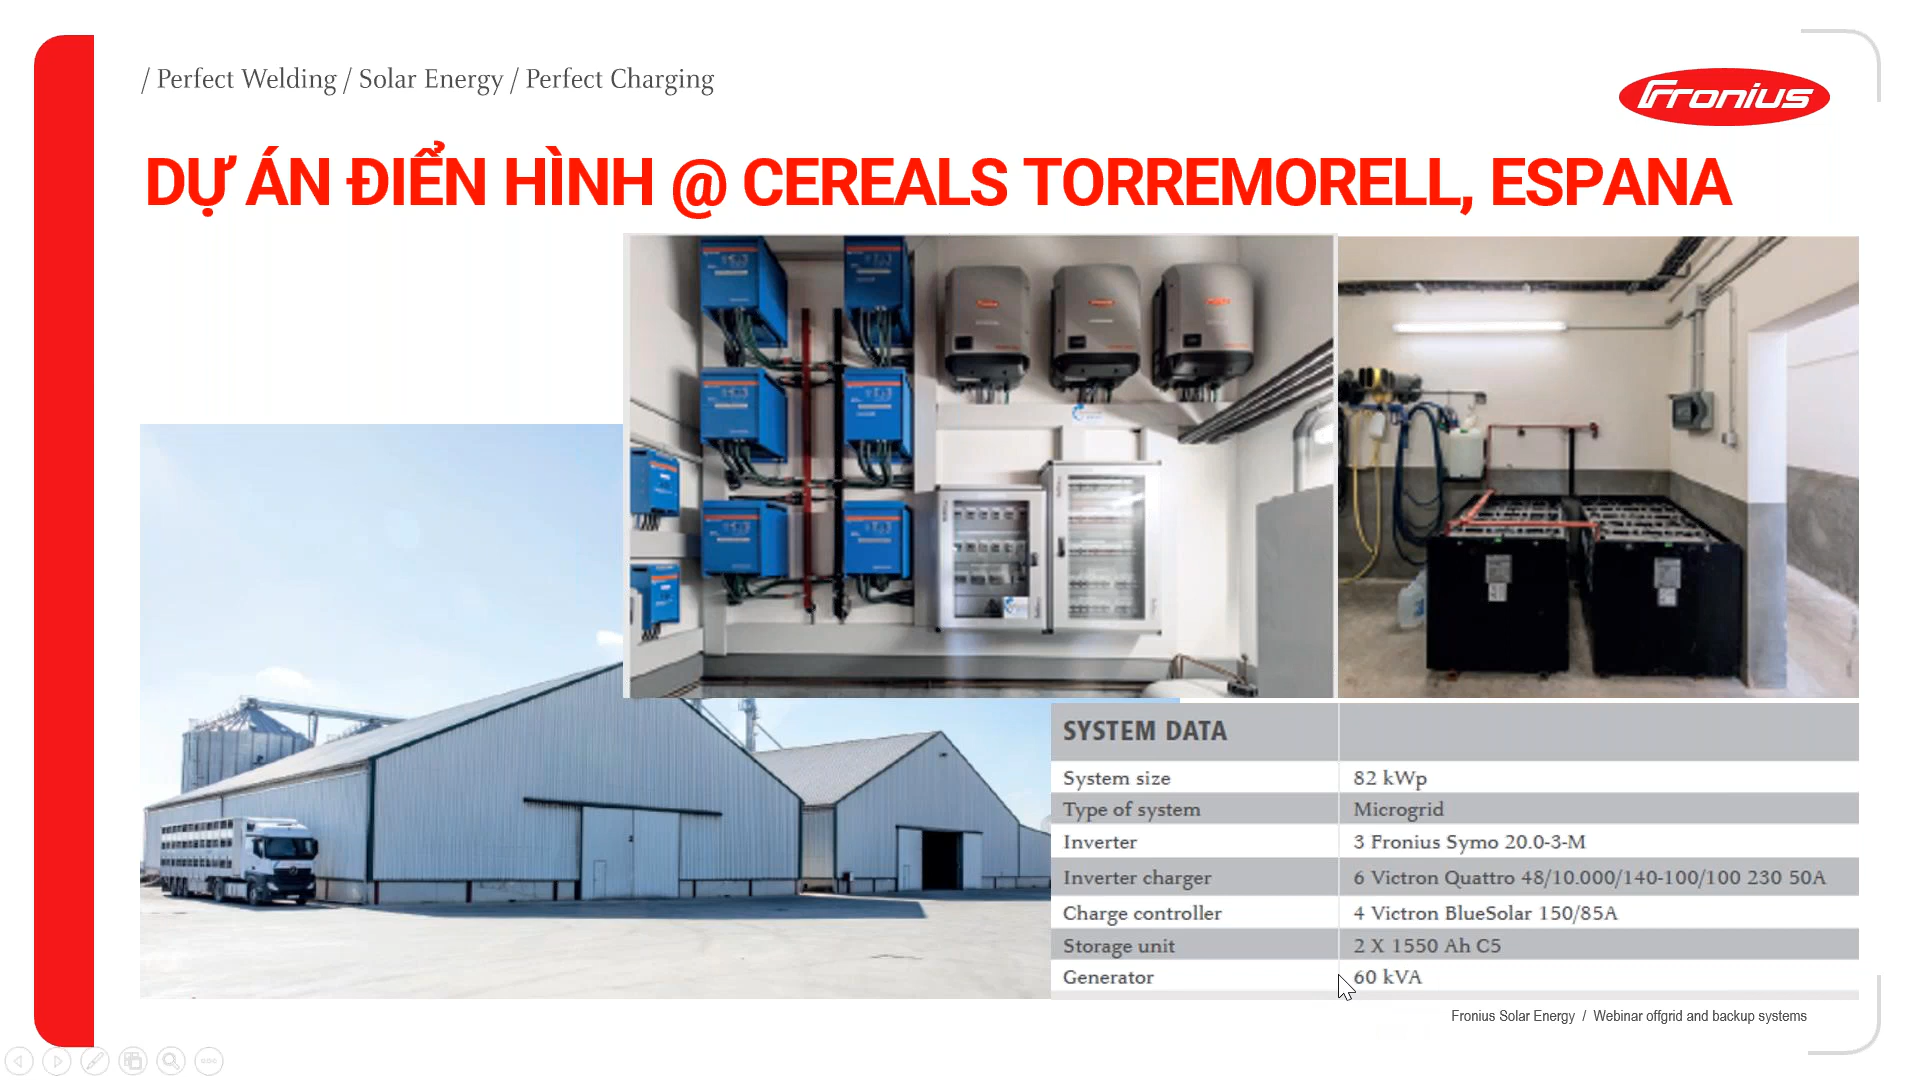 / Perfect Welding / Solar Energy / Perfect Charging
Fronius
DỰ ÁN ĐIỂN HÌNH @ CEREALS TORREMORELL, ESPANA
SYSTEM DATA
System size 82 kWp
Type of system Microgrid
Inverter 3 Fronius Symo 20.0-3-M
Inverter charger 6 Victron Quattro 48/10.000/140-100/100 230 50A
Charge controller 4 Victron BlueSolar 150/85A
Storage unit 2 X 1550 Ah C5
Generator 60 kVA
Fronius Solar Energy / Webinar offgrid and backup systems